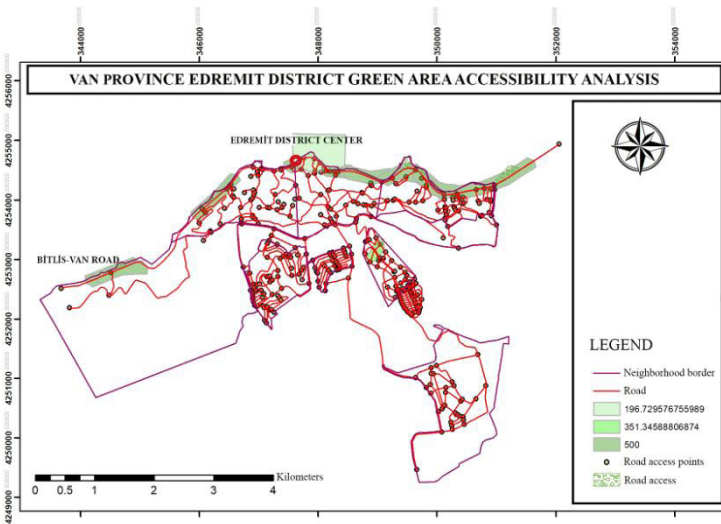 344000 346000 348000 350000 352000 354000
VAN PROVINCE EDREMIT DISTRICT GREEN AREA ACCESSIBILITY ANALYSIS
4256000
4255000
4254000
4253000
4252000
4251000
4250000
4249000
EDREMİT DISTRICT CENTER
BİTLİS-VAN ROAD
LEGEND
Neighborhood border
Road
196.729576755989
351.34588806874
500
Road access points
Road access
Kilometers
0 0.5 1 2 3 4